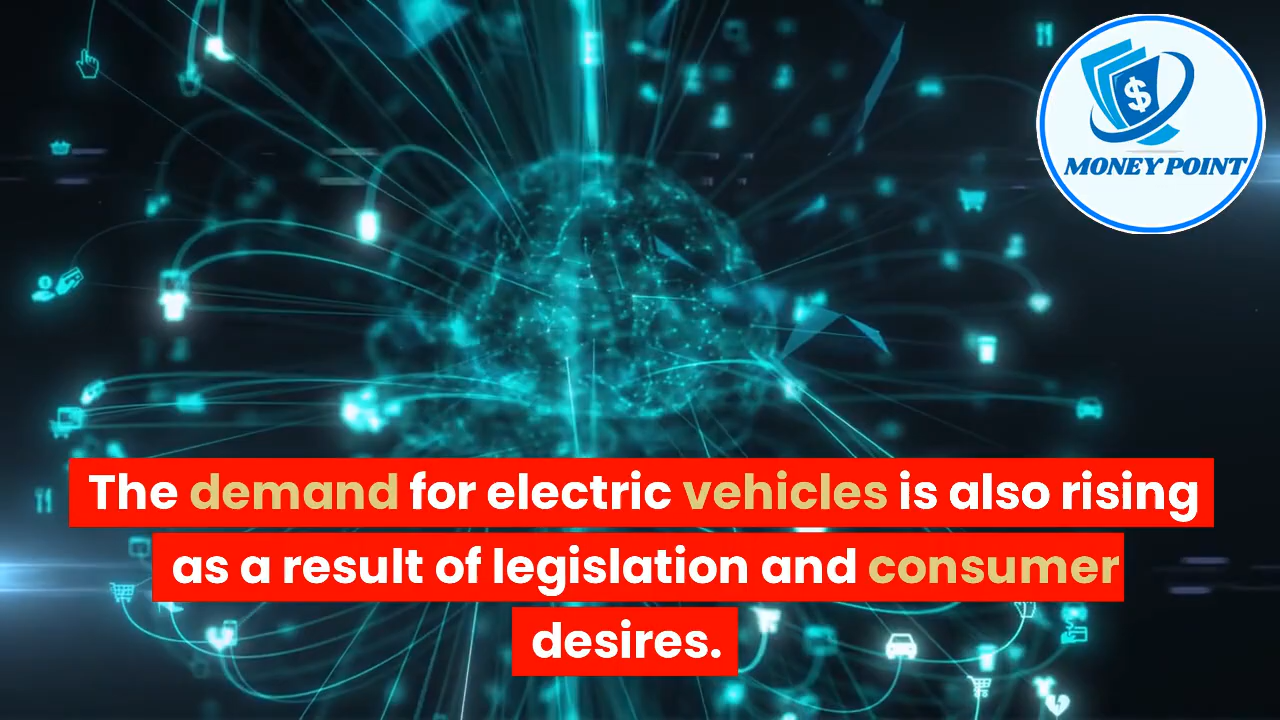 $
MONEY POINT
The demand for electric vehicles is also rising
as a result of legislation and consumer
desires.